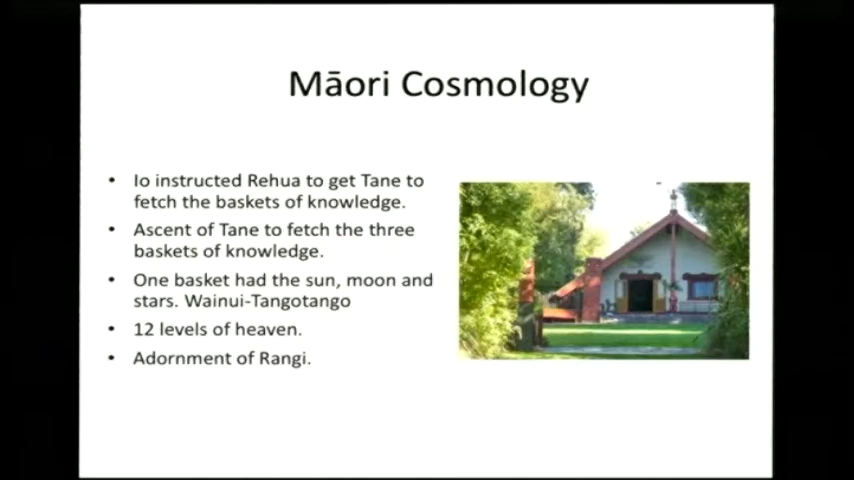 Māori Cosmology
• Io instructed Rehua to get Tane to
fetch the baskets of knowledge.
• Ascent of Tane to fetch the three
baskets of knowledge.
• One basket had the sun, moon and
stars. Wainui-Tangotango
• 12 levels of heaven.
• Adornment of Rangi.